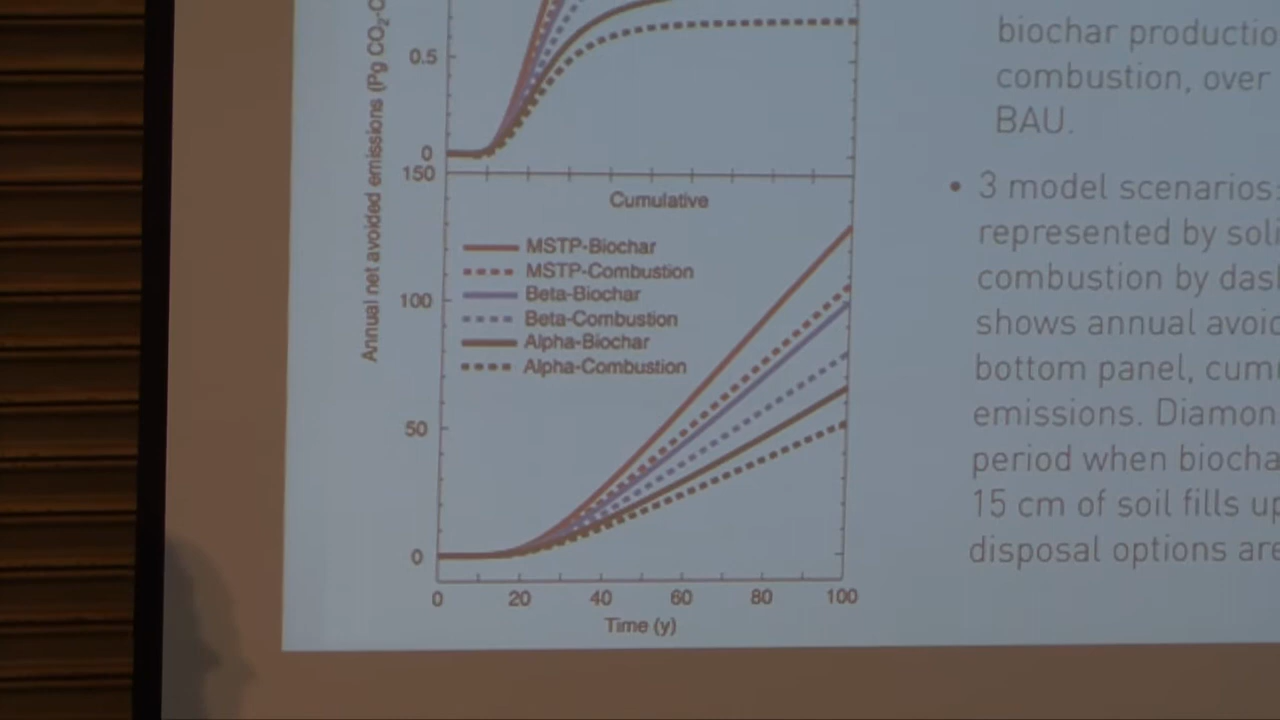 Annual net avoided emissions (Pg CO2-C
0.5
0
150
Cumulative
MSTP-Biochar
MSTP-Combustion
Beta-Biochar
Beta-Combustion
Alpha-Biochar
Alpha-Combustion
100
50
0
0 20 40 60 80 100
Time (y)
biochar productio
combustion, over
BAU.
• 3 model scenarios:
represented by soli
combustion by das
shows annual avoi
bottom panel, cum
emissions. Diamon
period when biocha
15 cm of soil fills up
disposal options are